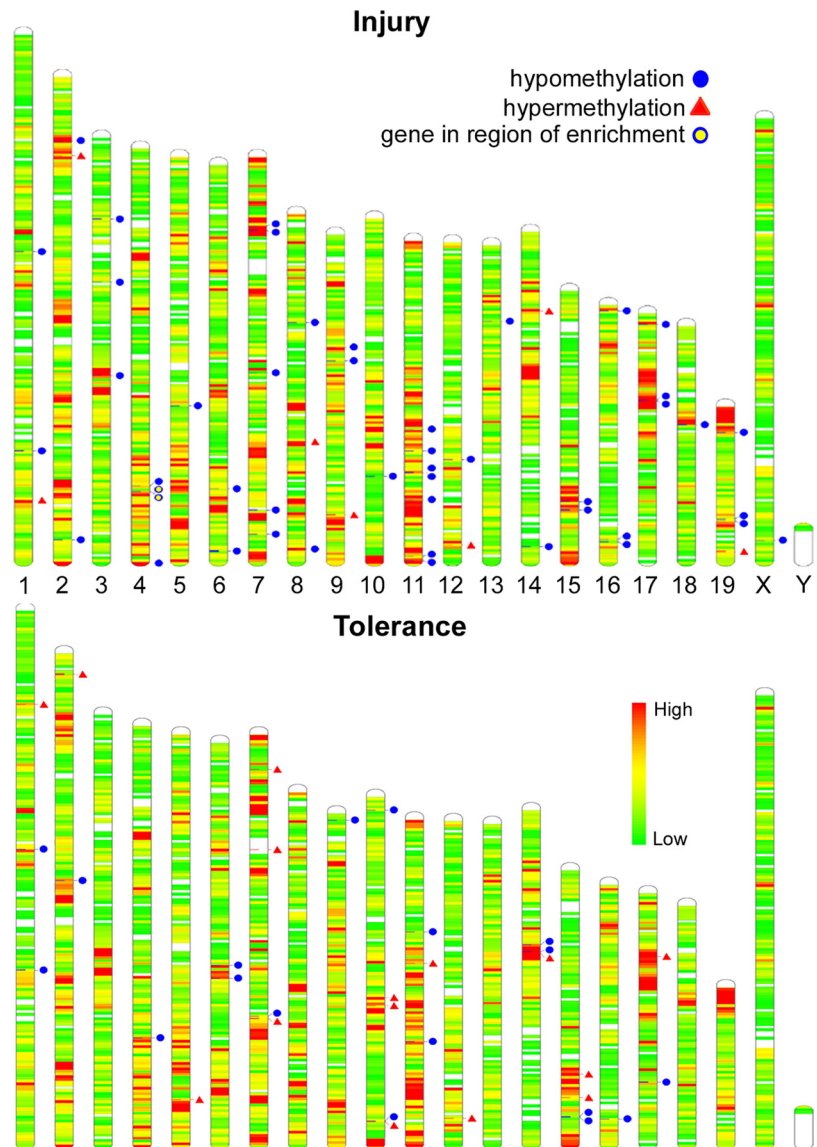 Injury
hypomethylation
hypermethylation
gene in region of enrichment
1 2 3 4 5 6 7 8 9 10 11 12 13 14 15 16 17 18 19 X Y
Tolerance
High
Low